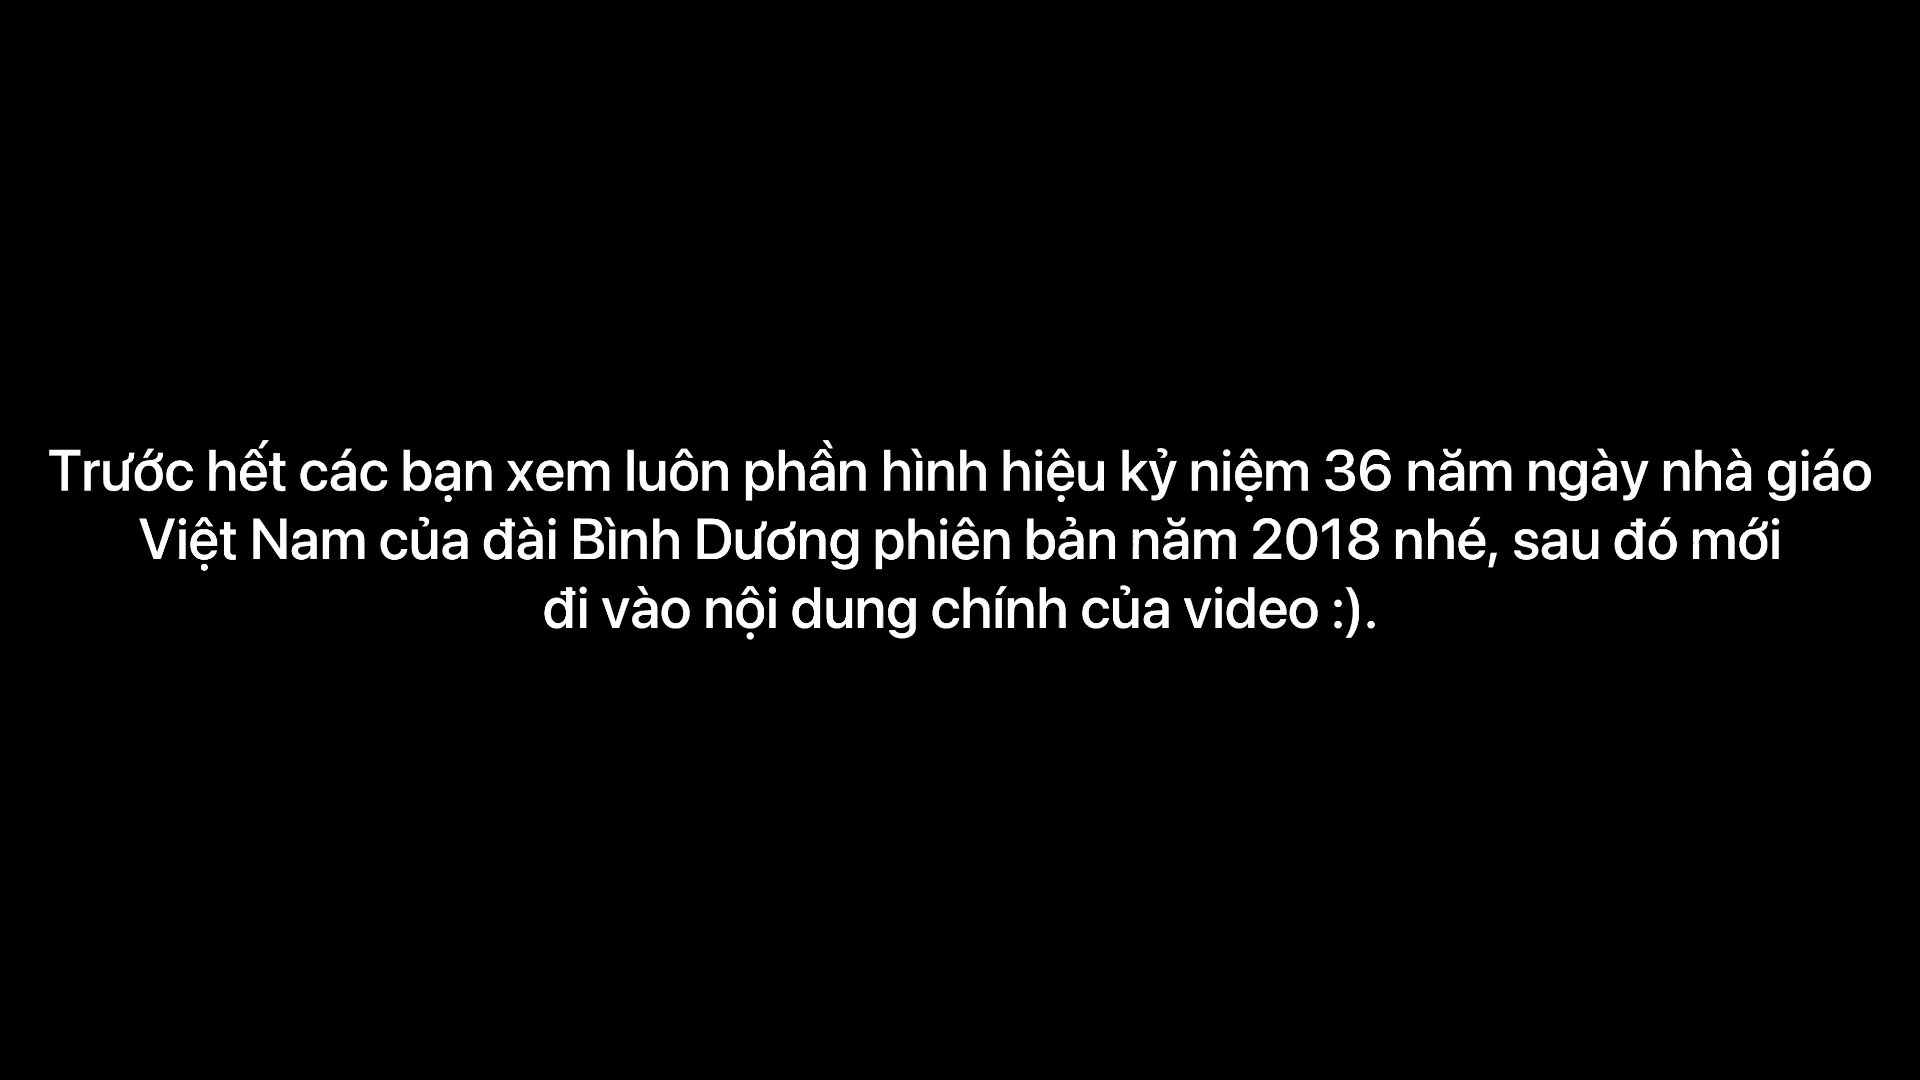 Trước hết các bạn xem luôn phần hình hiệu kỷ niệm 36 năm ngày nhà giáo
Việt Nam của đài Bình Dương phiên bản năm 2018 nhé, sau đó mới
đi vào nội dung chính của video :).